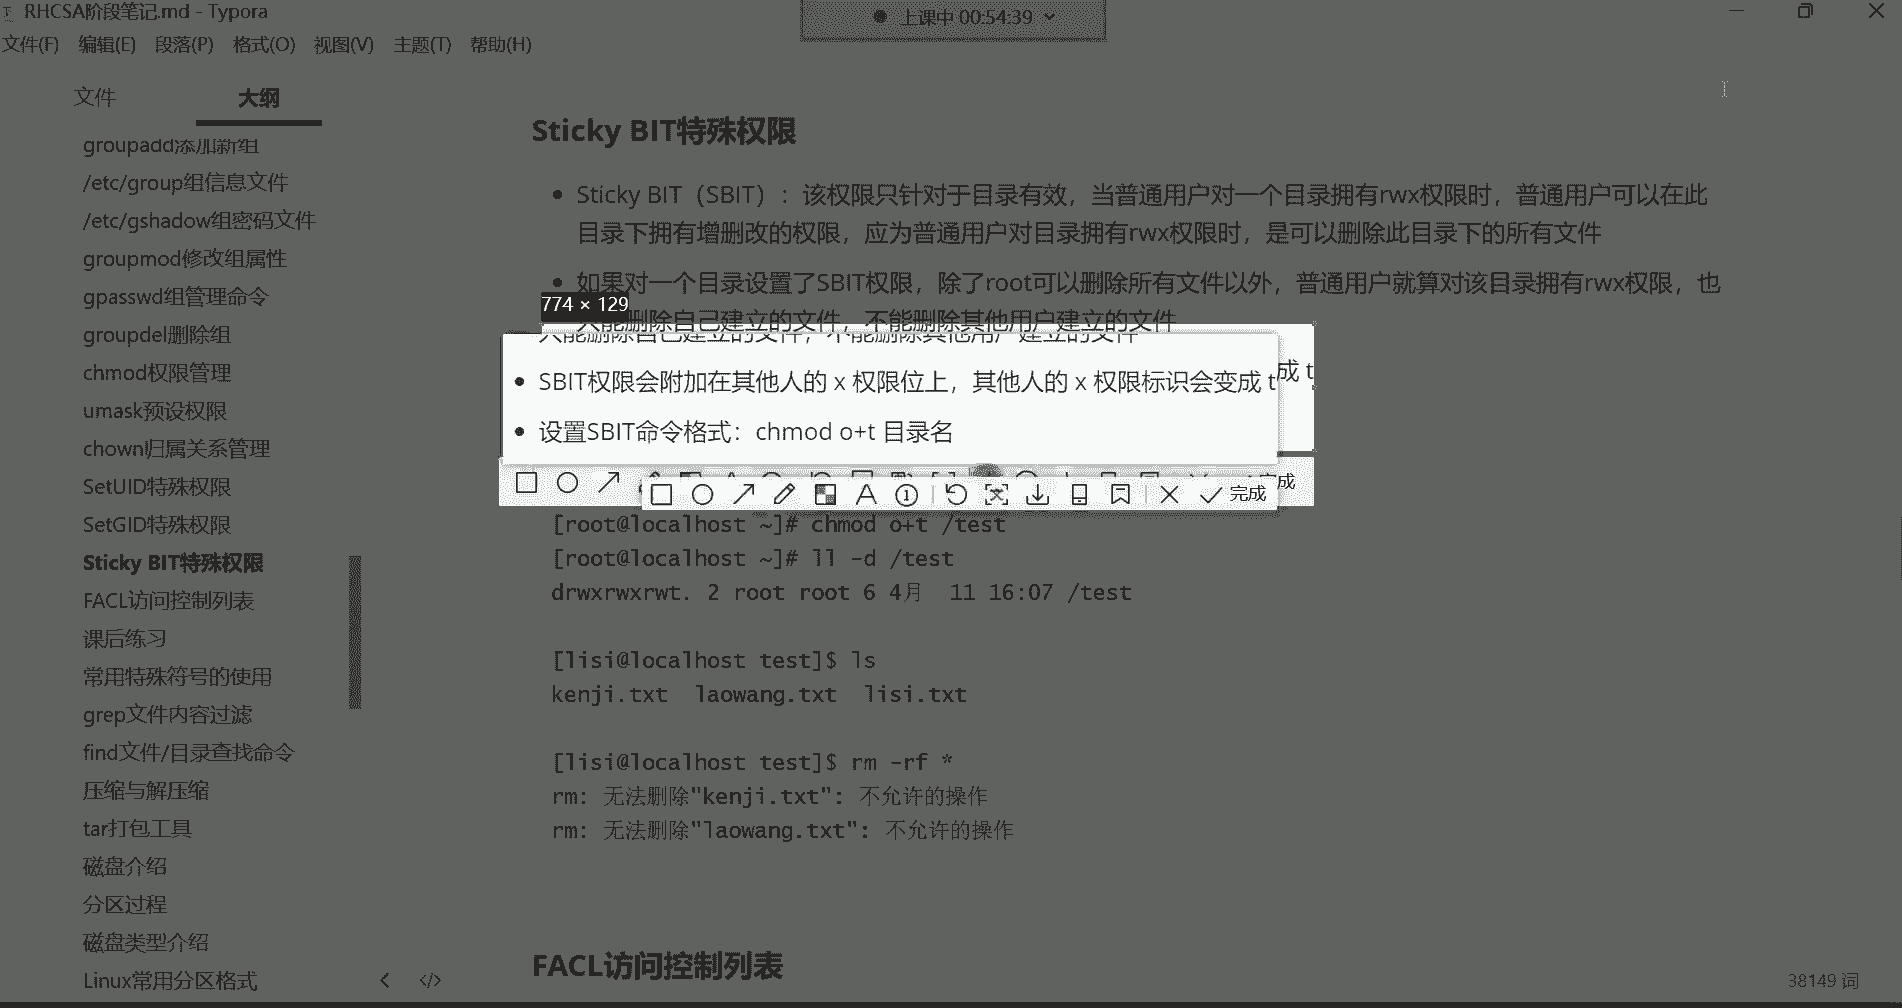 RHCSA阶段笔记.md - Typora
上课中 00:54:39
文件(F) 编辑(E) 段落(P) 格式(O) 视图(V) 主题(T) 帮助(H)
文件 大纲
groupadd添加新组
/etc/group组信息文件
/etc/gshadow组密码文件
groupmod修改组属性
gpasswd组管理命令
groupdel删除组
chmod权限管理
umask预设权限
chown归属关系管理
SetUID特殊权限
SetGID特殊权限
Sticky BIT特殊权限
FACL访问控制列表
课后练习
常用特殊符号的使用
grep文件内容过滤
find文件/目录查找命令
压缩与解压缩
tar打包工具
磁盘介绍
分区过程
磁盘类型介绍
Linux常用分区格式
Sticky BIT特殊权限
Sticky BIT（SBIT）：该权限只针对于目录有效，当普通用户对一个目录拥有rwx权限时，普通用户可以在此
目录下拥有增删改的权限，应为普通用户对目录拥有rwx权限时，是可以删除此目录下的所有文件
如果对一个目录设置了SBIT权限，除了root可以删除所有文件以外，普通用户就算对该目录拥有rwx权限，也
774 × 129
只能删除自己建立的文件，不能删除其他用户建立的文件
只能删除自己建立的文件，不能删除其他用户建立的文件
SBIT权限会附加在其他人的 x 权限位上，其他人的 x 权限标识会变成 t
成 t
设置SBIT命令格式：chmod o+t 目录名
完成
完成
[root@localhost ~]# chmod o+t /test
[root@localhost ~]# ll -d /test
drwxrwxrwt. 2 root root 6 4月 11 16:07 /test
[lisi@localhost test]$ ls
kenji.txt laowang.txt lisi.txt
[lisi@localhost test]$ rm -rf *
rm: 无法删除"kenji.txt": 不允许的操作
rm: 无法删除"laowang.txt": 不允许的操作
FACL访问控制列表
38149 词